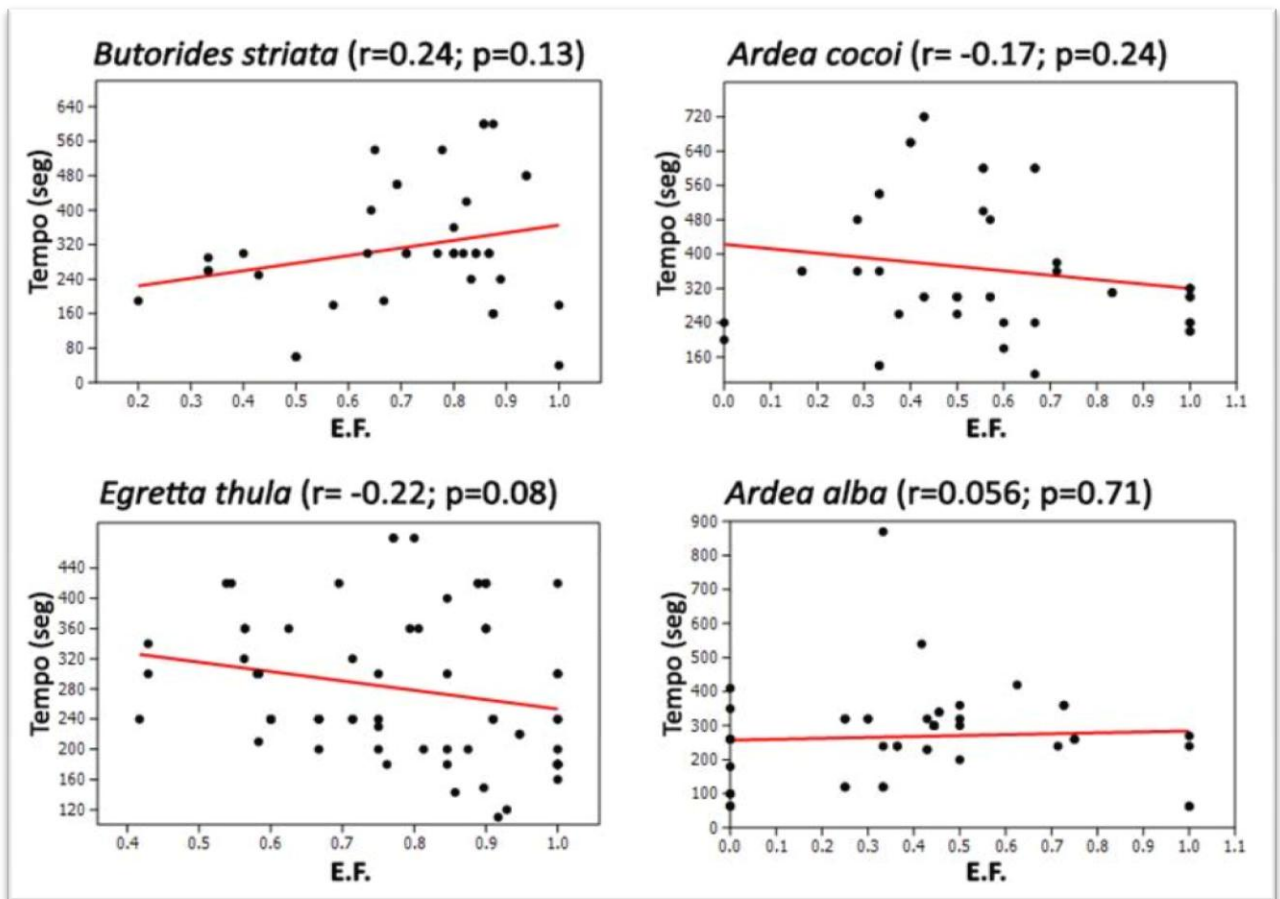 Butorides striata (r=0.24; p=0.13)
Tempo (seg)
640
560
480
400
320
240
160
80
0
0.2 0.3 0.4 0.5 0.6 0.7 0.8 0.9 1.0
E.F.
Ardea cocoi (r= -0.17; p=0.24)
Tempo (seg)
720
640
560
480
400
320
240
160
0.0 0.1 0.2 0.3 0.4 0.5 0.6 0.7 0.8 0.9 1.0 1.1
E.F.
Egretta thula (r= -0.22; p=0.08)
Tempo (seg)
440
400
360
320
280
240
200
160
120
0.4 0.5 0.6 0.7 0.8 0.9 1.0
E.F.
Ardea alba (r=0.056; p=0.71)
Tempo (seg)
900
800
700
600
500
400
300
200
100
0
0.0 0.1 0.2 0.3 0.4 0.5 0.6 0.7 0.8 0.9 1.0 1.1
E.F.